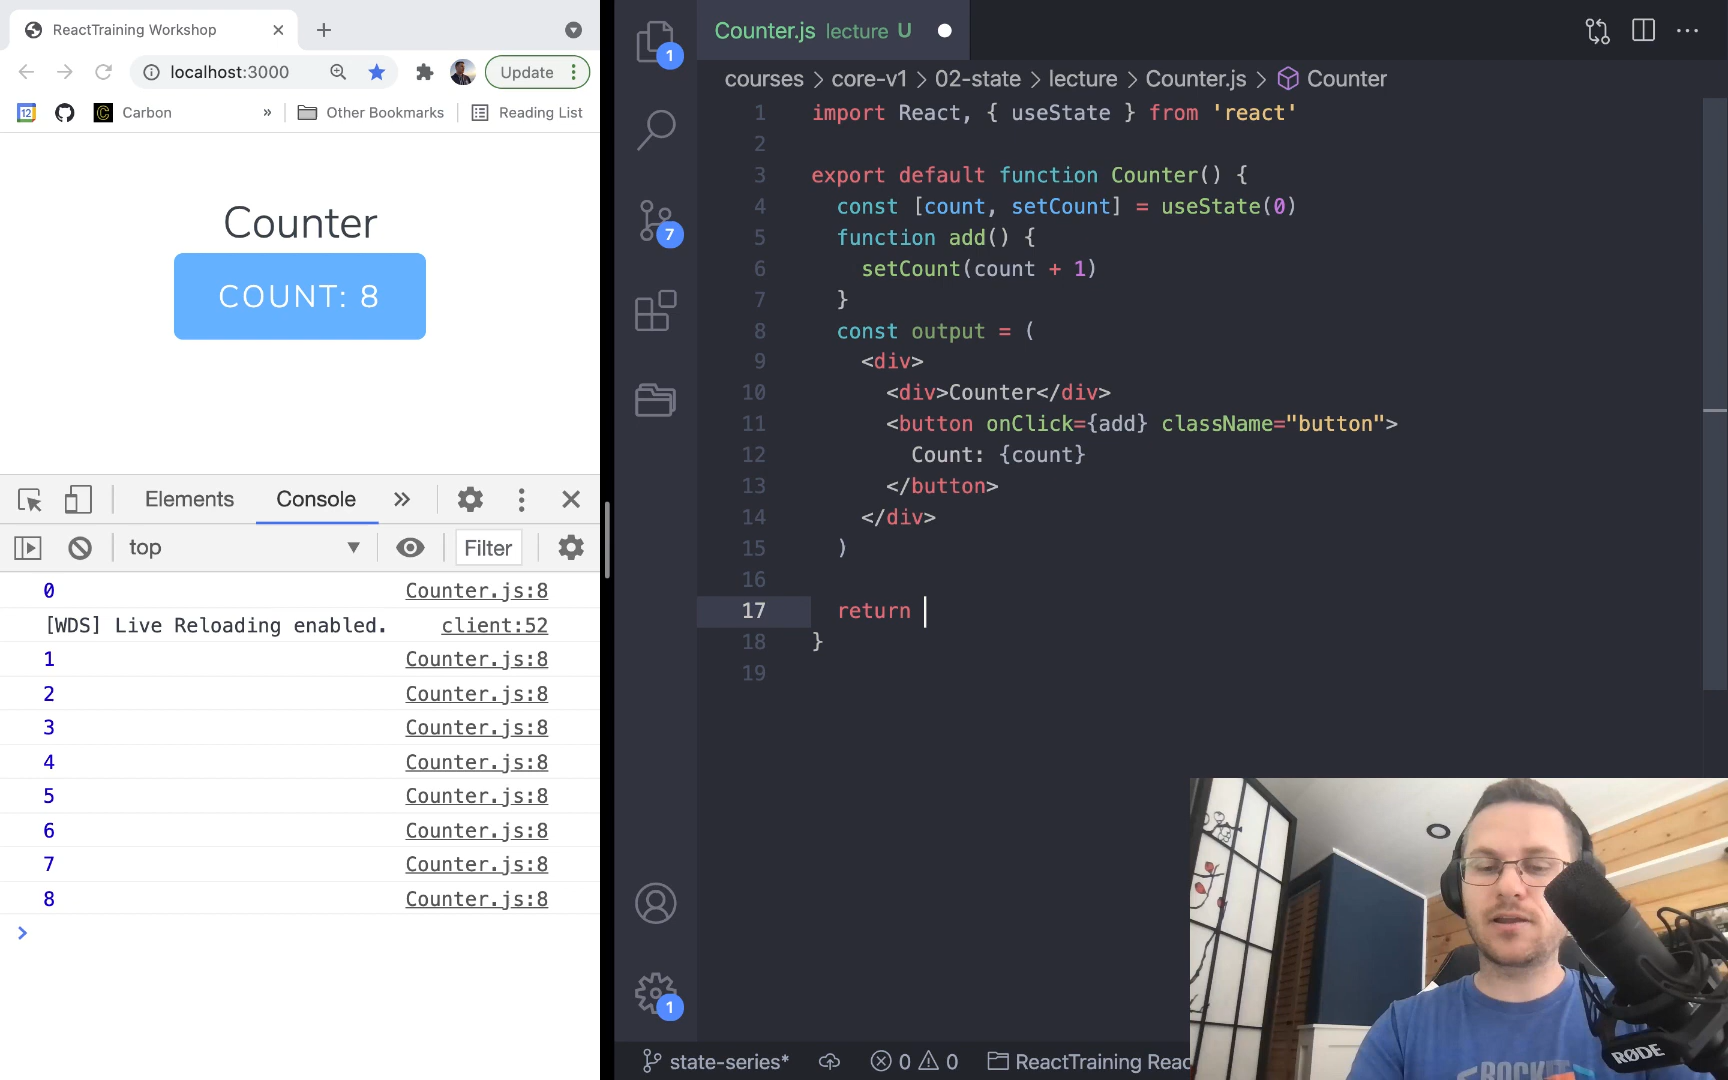 ReactTraining Workshop
localhost:3000
Update
12
Carbon
»
Other Bookmarks
Reading List
Counter
COUNT: 8
Elements
Console
top
Filter
0 Counter.js:8
[WDS] Live Reloading enabled. client:52
1 Counter.js:8
2 Counter.js:8
3 Counter.js:8
4 Counter.js:8
5 Counter.js:8
6 Counter.js:8
7 Counter.js:8
8 Counter.js:8
>
1
7
1
Counter.js lecture U
courses > core-v1 > 02-state > lecture > Counter.js > Counter
1 import React, { useState } from 'react'
2
3 export default function Counter() {
4 const [count, setCount] = useState(0)
5 function add() {
6 setCount(count + 1)
7 }
8 const output = (
9 <div>
10 <div>Counter</div>
11 <button onClick={add} className="button">
12 Count: {count}
13 </button>
14 </div>
15 )
16
17 return
18 }
19
state-series* 0 0 ReactTraining Reac
RØDE